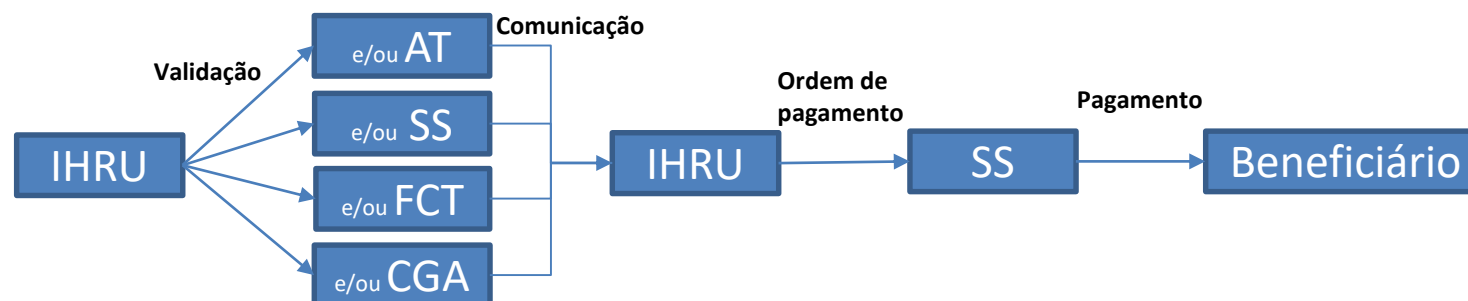 IHRU
Validação
e/ou AT
e/ou SS
e/ou FCT
e/ou CGA
Comunicação
IHRU
Ordem de
pagamento
SS
Pagamento
Beneficiário